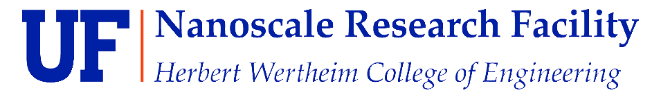 UF
Nanoscale Research Facility
Herbert Wertheim College of Engineering